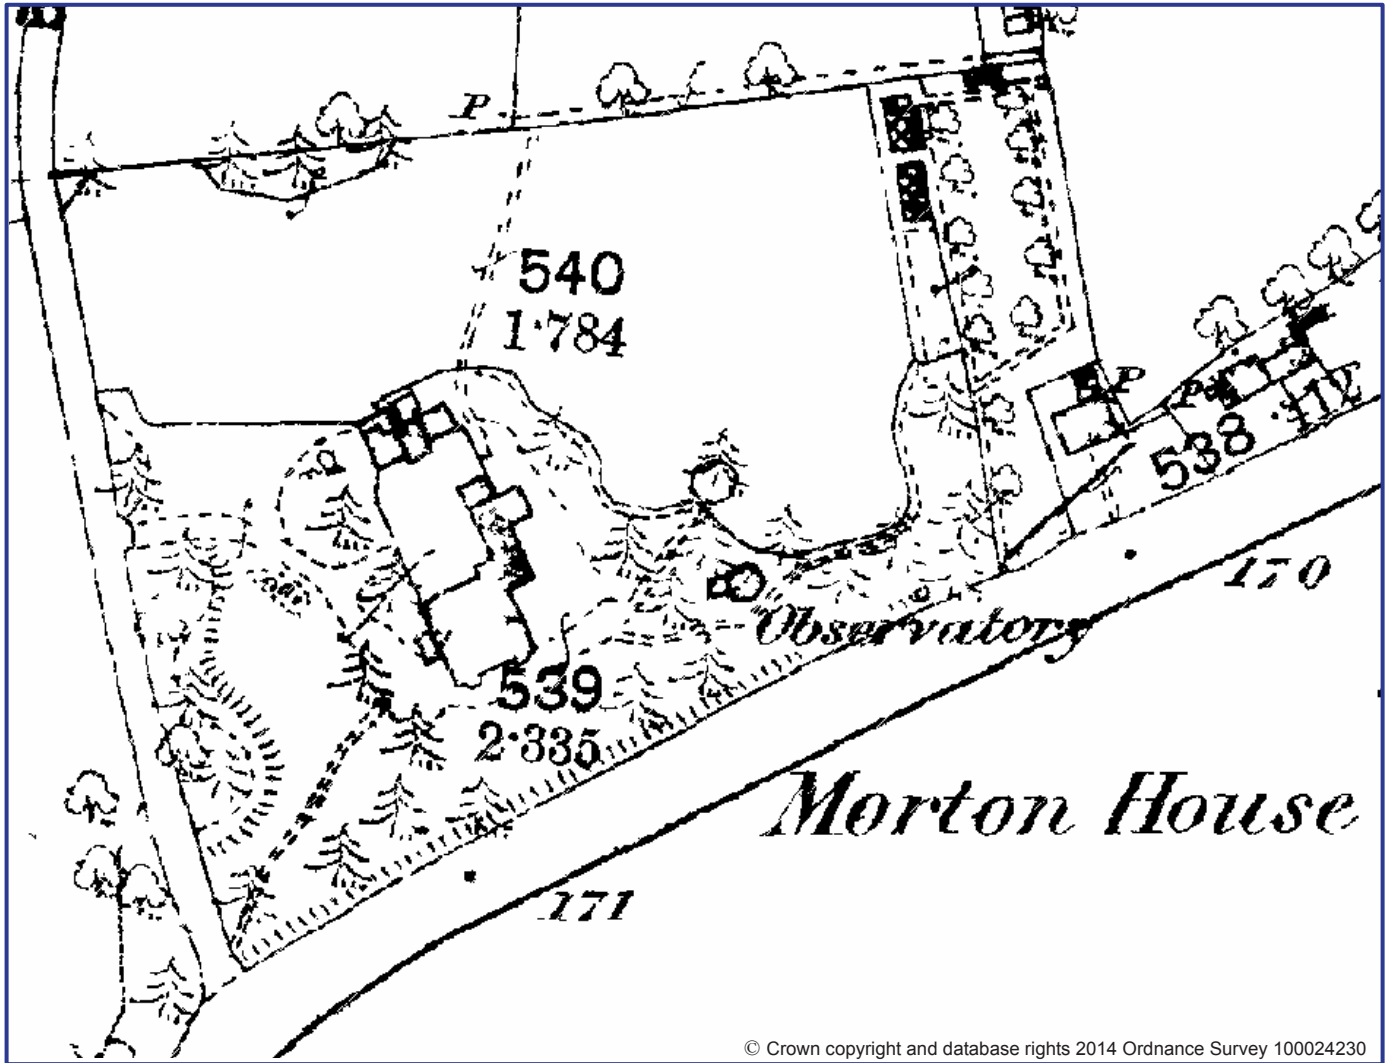 P
540
1·784
P
P
538 ·112
170
Observatory
539
2·335
Morton House
171
© Crown copyright and database rights 2014 Ordnance Survey 100024230